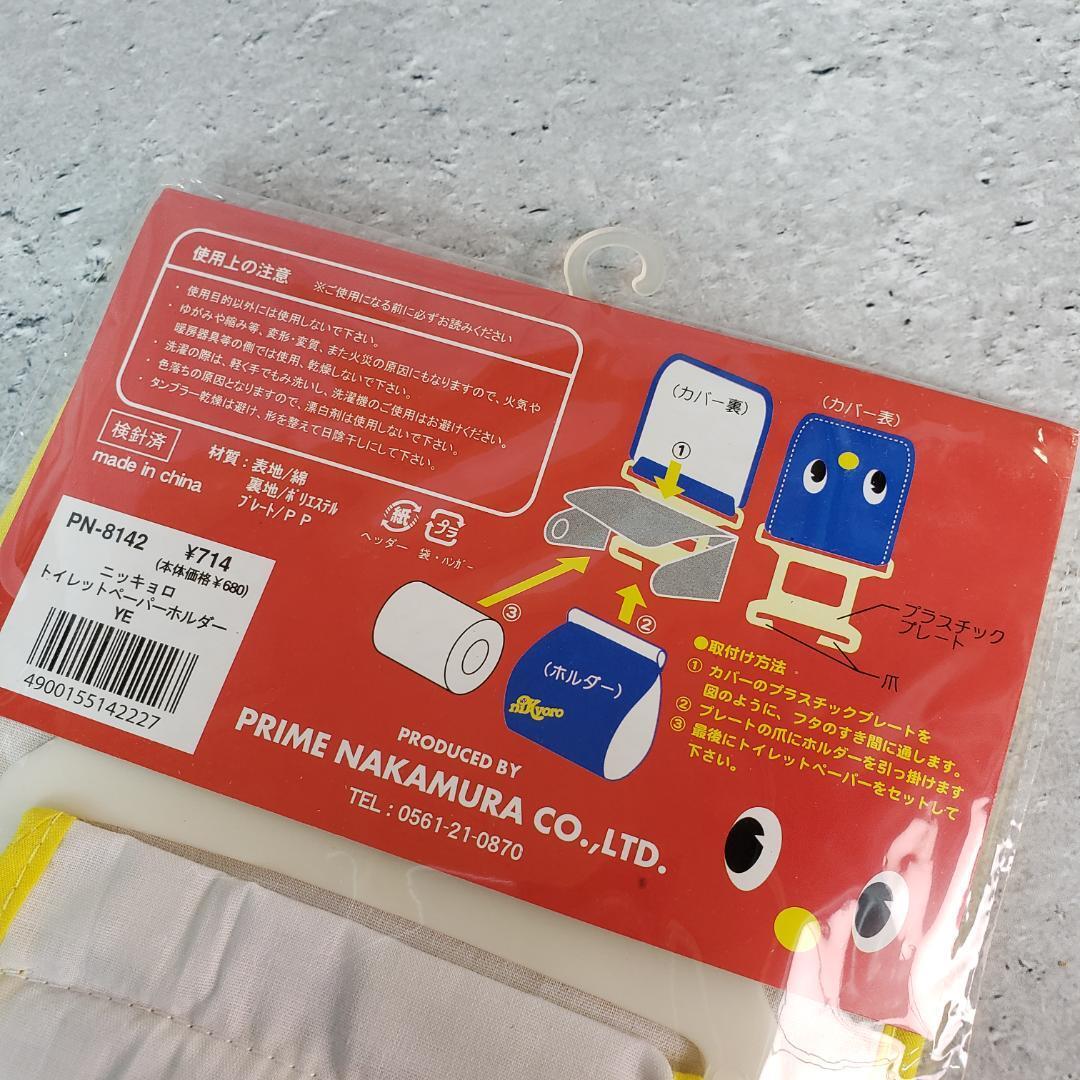 使用上の注意 ※ご使用になる前に必ずお読みください
・使用目的以外には使用しないで下さい。
・ゆがみや縮み等、変形・変質、また火災の原因にもなりますので、火気や
暖房器具等の側では使用、乾燥しないで下さい。
・洗濯の際は、軽く手でもみ洗いし、洗濯機のご使用はお避けください。
・色落ちの原因となりますので、漂白剤は使用しないで下さい。
・タンブラー乾燥は避け、形を整えて日陰干しにして下さい。
検針済
made in china
材質：表地/綿
裏地/ポリエステル
プレート/PP
紙
ヘッダー
プラ
袋・ハンガー
PN-8142
¥714
(本体価格¥680)
ニッキョロ
トイレットペーパーホルダー
YE
4900155142227
(カバー裏)
(カバー表)
①
②
③
(ホルダー)
niKyoro
プラスチック
プレート
爪
●取付け方法
① カバーのプラスチックプレートを
図のように、フタのすき間に通します。
② プレートの爪にホルダーを引っ掛けます
③ 最後にトイレットペーパーをセットして
下さい。
PRODUCED BY
PRIME NAKAMURA CO.,LTD.
TEL : 0561-21-0870